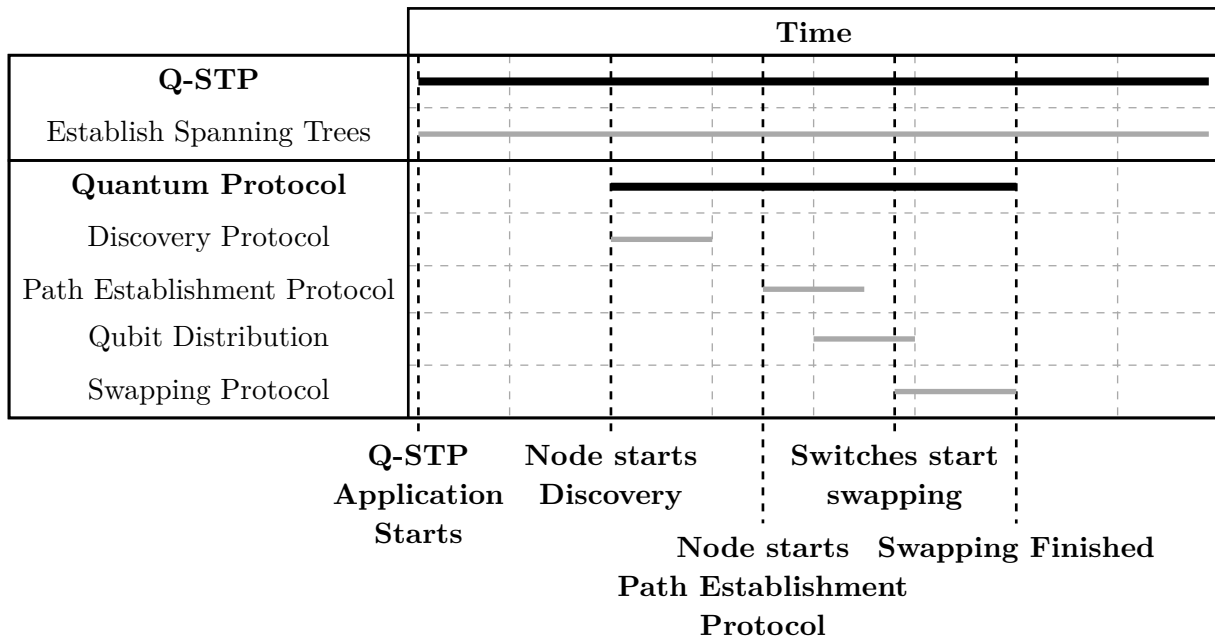 Time
Q-STP
Establish Spanning Trees
Quantum Protocol
Discovery Protocol
Path Establishment Protocol
Qubit Distribution
Swapping Protocol
Q-STP
Application
Starts
Node starts
Discovery
Switches start
swapping
Node starts
Path Establishment
Protocol
Swapping Finished